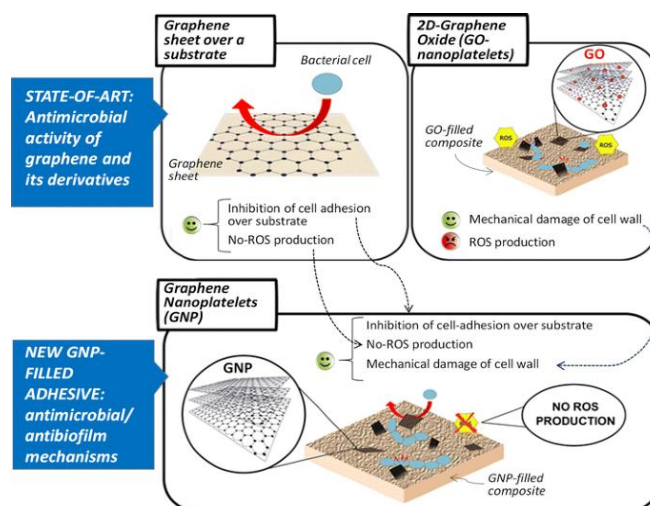 Graphene
sheet over a
substrate
Bacterial cell
Graphene
sheet
Inhibition of cell adhesion
over substrate
No-ROS production
2D-Graphene
Oxide (GO-
nanoplatelets)
GO
GO-filled
composite
ROS
ROS
Mechanical damage of cell wall
ROS production
STATE-OF-ART:
Antimicrobial
activity of
graphene and
its derivatives
Graphene
Nanoplatelets
(GNP)
Inhibition of cell-adhesion over substrate
No-ROS production
Mechanical damage of cell wall
GNP
NO ROS
PRODUCTION
GNP-filled
composite
NEW GNP-
FILLED
ADHESIVE:
antimicrobial/
antibiofilm
mechanisms